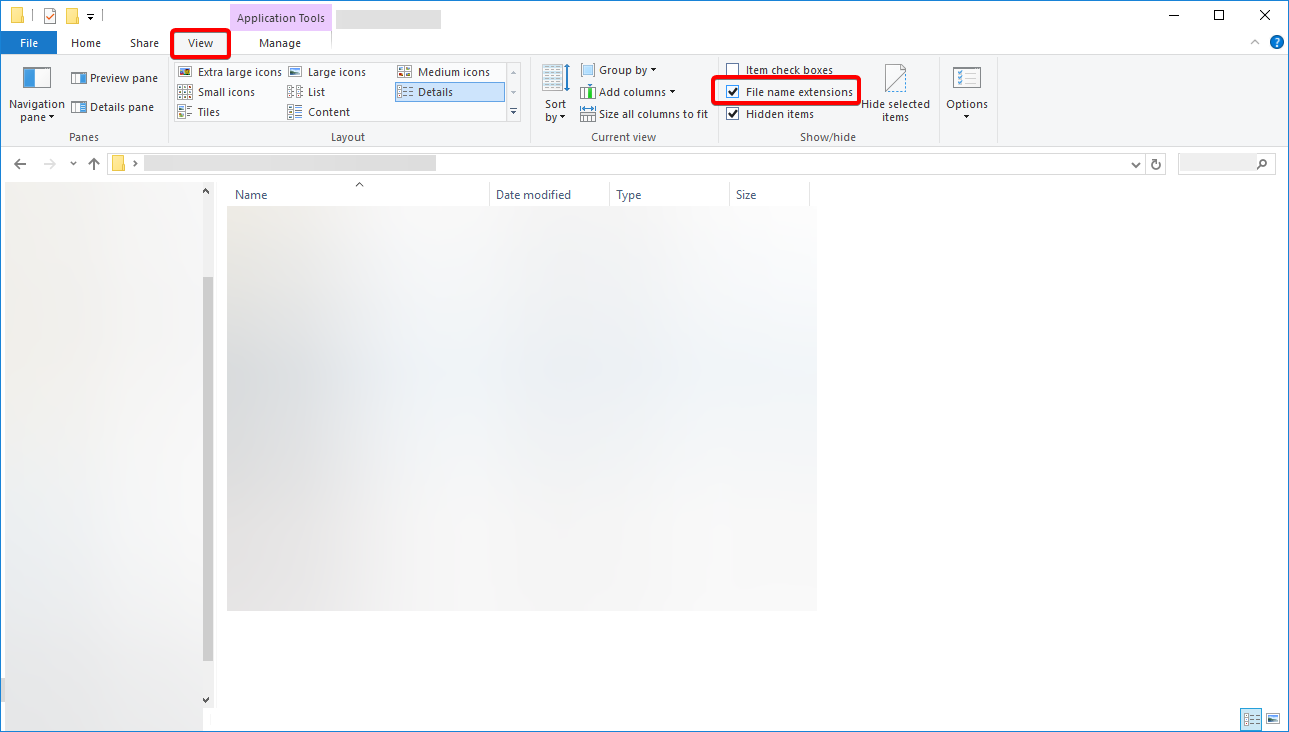 Application Tools
File Home Share View Manage
Navigation pane
Preview pane
Details pane
Panes
Extra large icons Large icons Medium icons
Small icons List Details
Tiles Content
Layout
Sort by
Group by
Add columns
Size all columns to fit
Current view
Item check boxes
File name extensions
Hidden items
Hide selected items
Show/hide
Options
Name Date modified Type Size